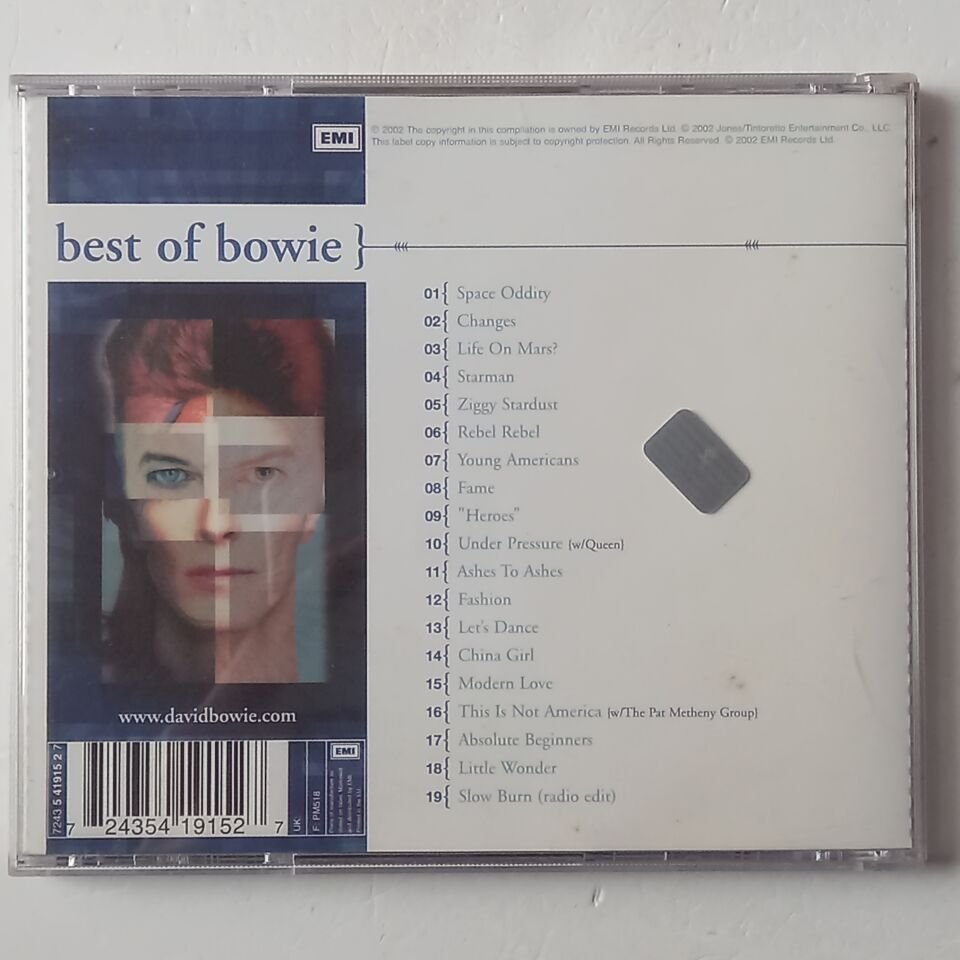 EMI
℗ 2002 The copyright in this compilation is owned by EMI Records Ltd. © 2002 Jones/Tintoretto Entertainment Co., LLC.
This label copy information is subject to copyright protection. All Rights Reserved. © 2002 EMI Records Ltd.
best of bowie }
01{ Space Oddity
02{ Changes
03{ Life On Mars?
04{ Starman
05{ Ziggy Stardust
06{ Rebel Rebel
07{ Young Americans
08{ Fame
09{ "Heroes"
10{ Under Pressure {w/Queen}
11{ Ashes To Ashes
12{ Fashion
13{ Let's Dance
14{ China Girl
15{ Modern Love
16{ This Is Not America {w/The Pat Metheny Group}
17{ Absolute Beginners
18{ Little Wonder
19{ Slow Burn (radio edit)
www.davidbowie.com
7243 5 41915 2 7
7 24354 19152 7
UK:
F: PM518
EMI
Printed in the EU.